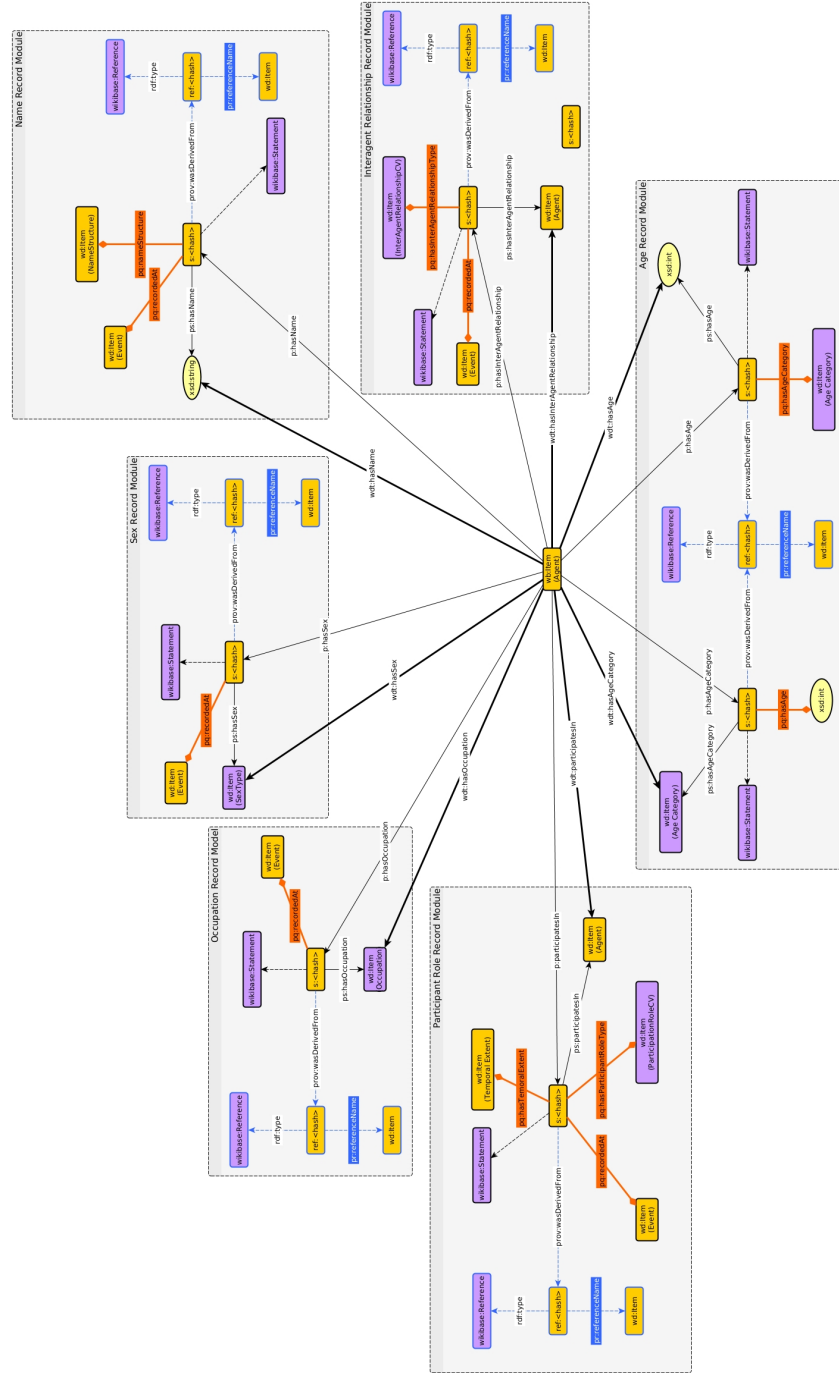 Name Record Module
wikibase:Reference
rdf:type
ref:<hash>
pr:referenceName
wd:Item
prov:wasDerivedFrom
wikibase:Statement
wd:Item
(NameStructure)
pq:nameStructure
s:<hash>
pq:recordedAt
wd:Item
(Event)
ps:hasName
xsd:string
p:hasName
wdt:hasName
Interagent Relationship Record Module
wikibase:Reference
rdf:type
ref:<hash>
pr:referenceName
wd:Item
prov:wasDerivedFrom
s:<hash>
wd:Item
(InterAgentRelationshipCV)
pq:hasInterAgentRelationshipType
s:<hash>
ps:hasInterAgentRelationship
wd:Item
(Agent)
wikibase:Statement
pq:recordedAt
wd:Item
(Event)
p:hasInterAgentRelationship
wdt:hasInterAgentRelationship
Sex Record Module
wikibase:Reference
rdf:type
ref:<hash>
pr:referenceName
wd:Item
prov:wasDerivedFrom
wikibase:Statement
s:<hash>
pq:recordedAt
wd:Item
(Event)
ps:hasSex
wd:Item
(SexType)
p:hasSex
wdt:hasSex
wb:Item
(Agent)
Age Record Module
xsd:int
wdt:hasAge
ps:hasAge
p:hasAge
wikibase:Statement
s:<hash>
pq:hasAgeCategory
wd:Item
(Age Category)
prov:wasDerivedFrom
wikibase:Reference
rdf:type
ref:<hash>
pr:referenceName
wd:Item
prov:wasDerivedFrom
s:<hash>
pq:hasAge
xsd:int
p:hasAgeCategory
ps:hasAgeCategory
wdt:hasAgeCategory
wd:Item
(Age Category)
wikibase:Statement
Occupation Record Model
wd:Item
(Event)
pq:recordedAt
wikibase:Statement
s:<hash>
ps:hasOccupation
wd:Item
(Occupation
p:hasOccupation
wdt:hasOccupation
prov:wasDerivedFrom
wikibase:Reference
rdf:type
ref:<hash>
pr:referenceName
wd:Item
Participant Role Record Module
wdt:participatesIn
p:participatesIn
ps:participatesIn
wd:Item
(Agent)
wd:Item
(Temporal Extent)
pq:hasTemoralExtent
s:<hash>
pq:hasParticipantRoleType
wd:Item
(ParticipationRoleCV)
wikibase:Statement
pq:recordedAt
wd:Item
(Event)
prov:wasDerivedFrom
wikibase:Reference
rdf:type
ref:<hash>
pr:referenceName
wd:Item